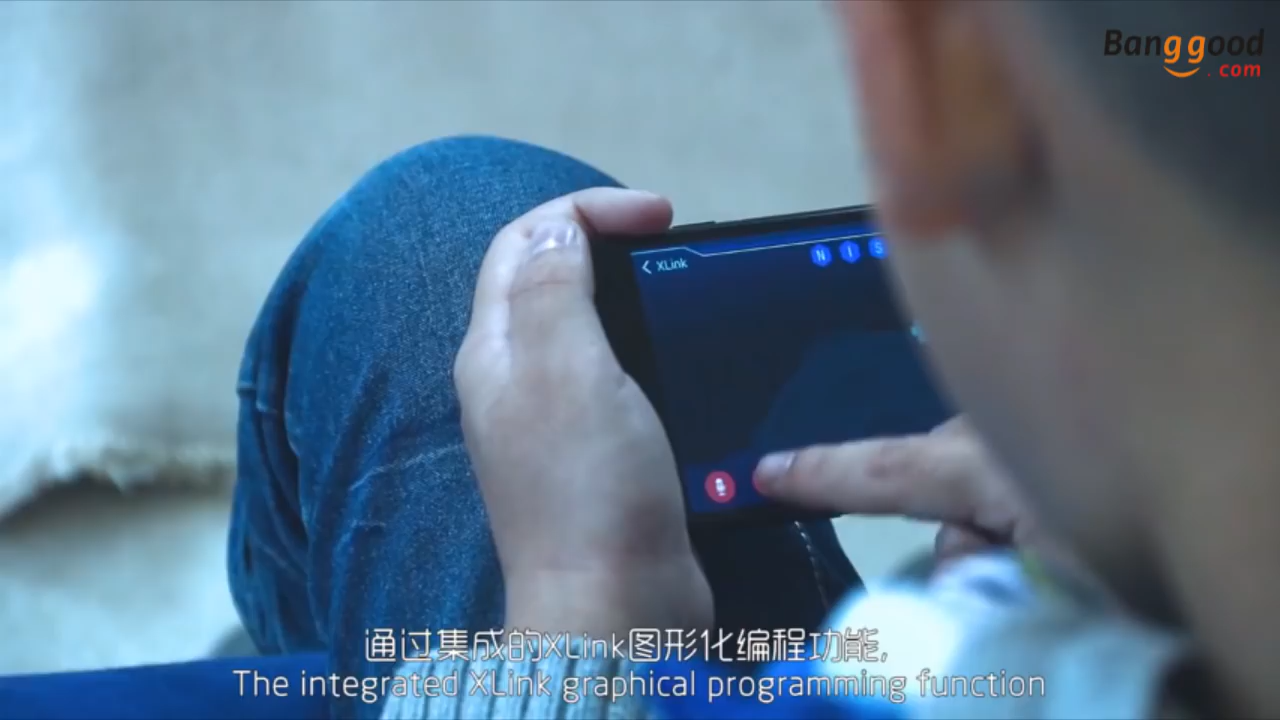 Banggood
.com
< XLink
N I S
通过集成的XLink图形化编程功能,
The integrated XLink graphical programming function